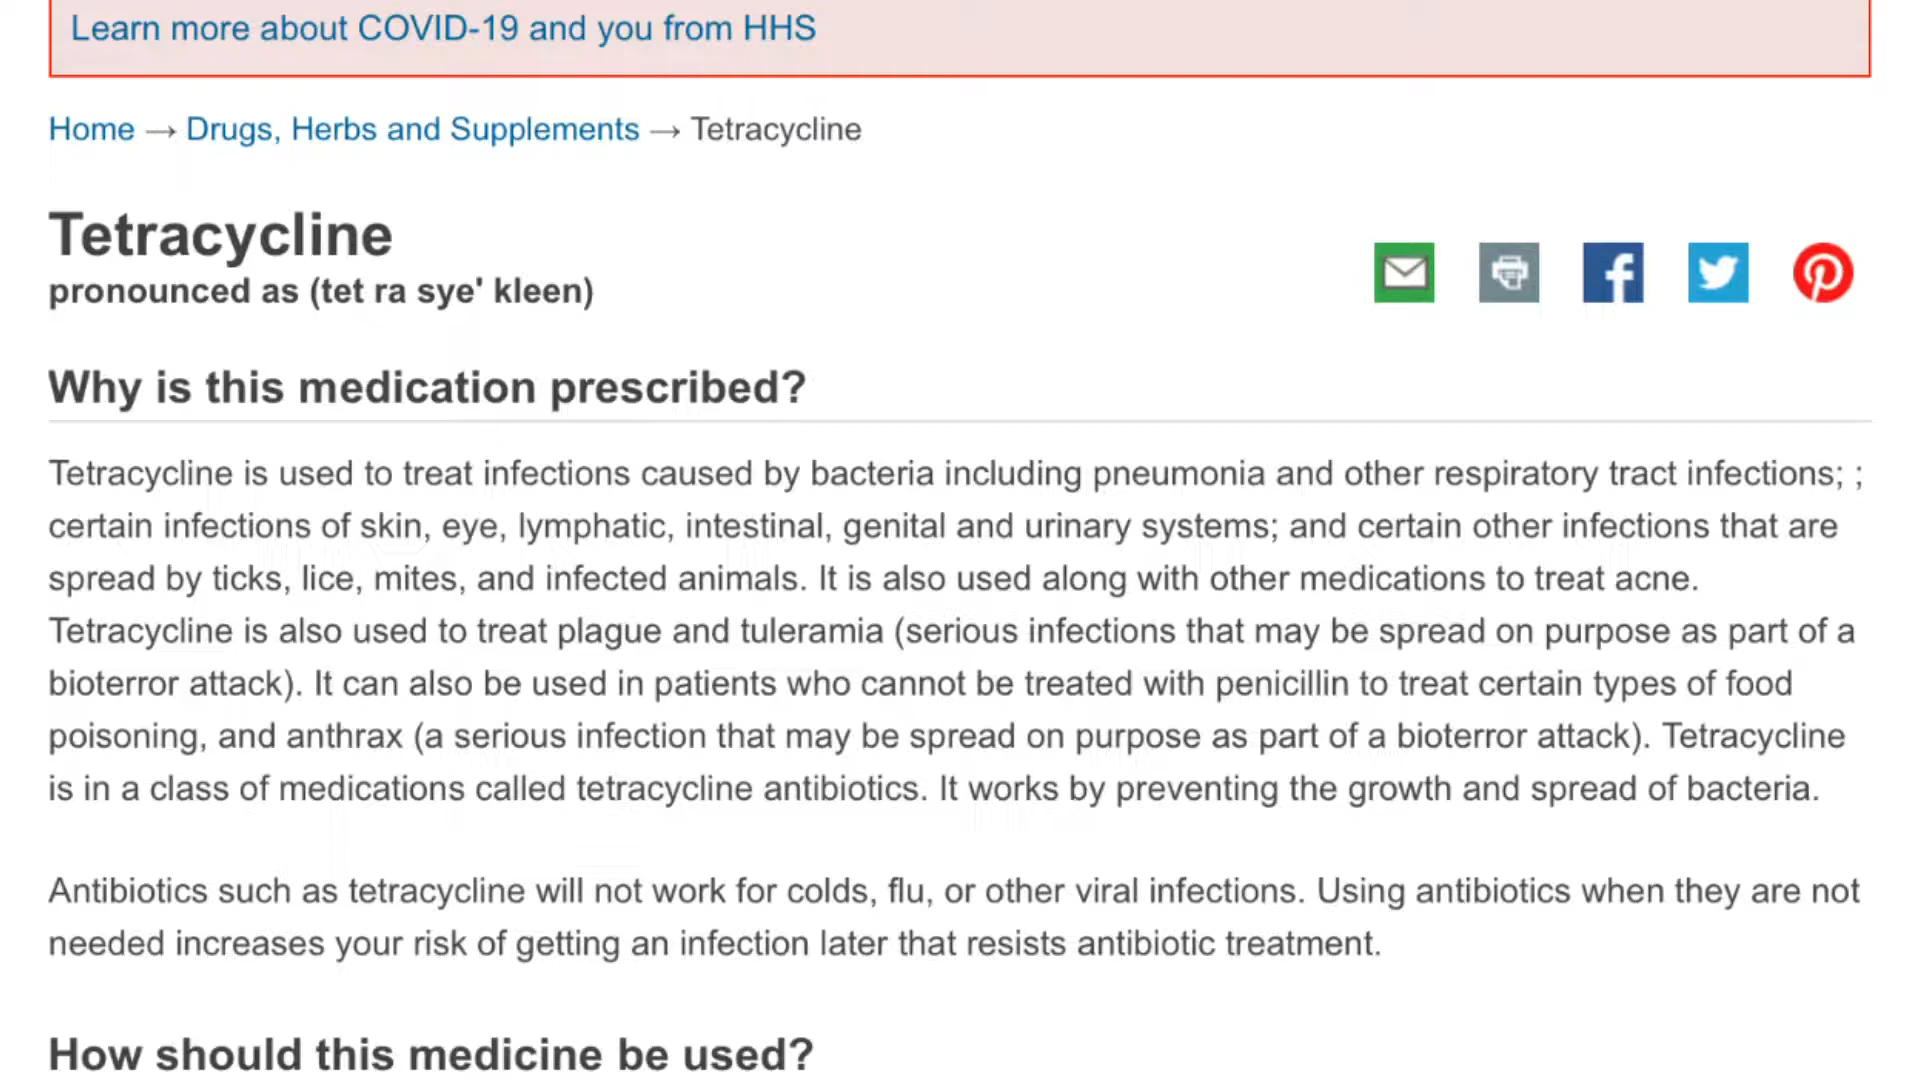 Learn more about COVID-19 and you from HHS
Home → Drugs, Herbs and Supplements → Tetracycline
Tetracycline
pronounced as (tet ra sye' kleen)
Why is this medication prescribed?
Tetracycline is used to treat infections caused by bacteria including pneumonia and other respiratory tract infections; ;
certain infections of skin, eye, lymphatic, intestinal, genital and urinary systems; and certain other infections that are
spread by ticks, lice, mites, and infected animals. It is also used along with other medications to treat acne.
Tetracycline is also used to treat plague and tuleramia (serious infections that may be spread on purpose as part of a
bioterror attack). It can also be used in patients who cannot be treated with penicillin to treat certain types of food
poisoning, and anthrax (a serious infection that may be spread on purpose as part of a bioterror attack). Tetracycline
is in a class of medications called tetracycline antibiotics. It works by preventing the growth and spread of bacteria.
Antibiotics such as tetracycline will not work for colds, flu, or other viral infections. Using antibiotics when they are not
needed increases your risk of getting an infection later that resists antibiotic treatment.
How should this medicine be used?